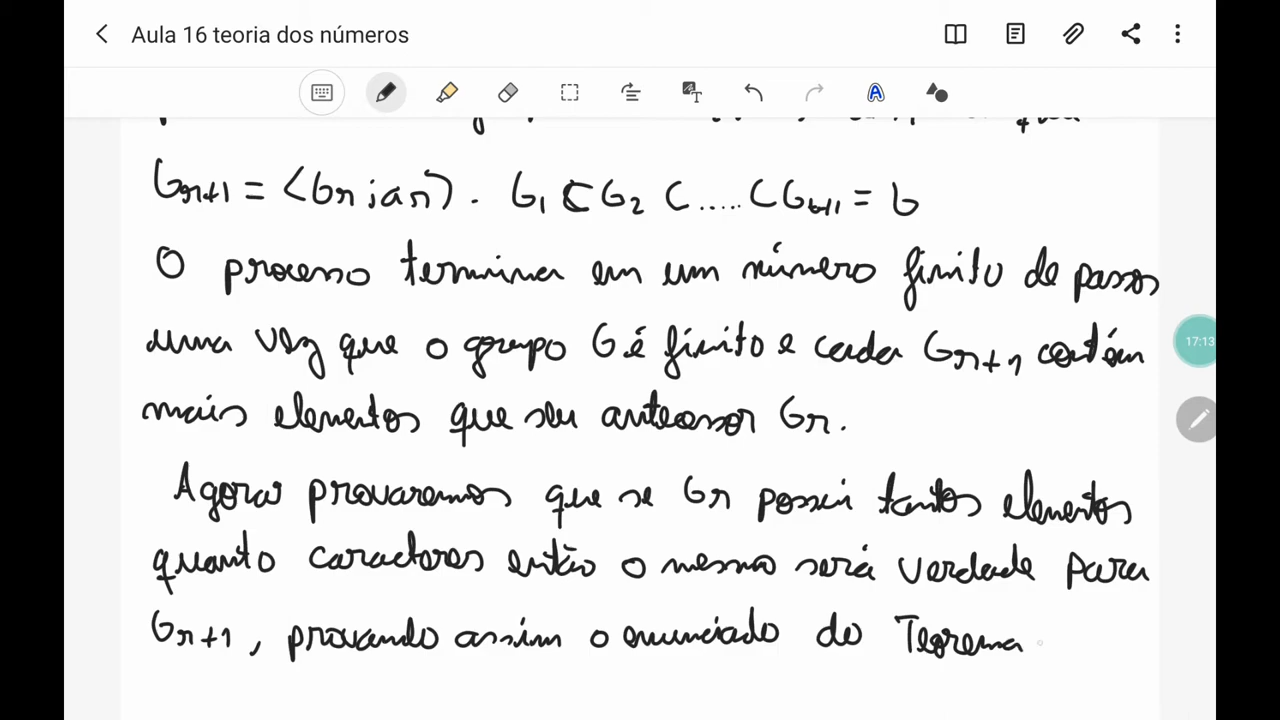 Aula 16 teoria dos números
Gr+1 = ⟨Gr; ar⟩. G1 ⊂ G2 ⊂ ..... ⊂ Gt+1 = G
O processo termina em um número finito de passos
uma vez que o grupo G é finito e cada Gr+1 contém
17:13
mais elementos que seu antecessor Gr.
Agora provaremos que se Gr possui tantos elementos
quanto caracteres então o mesmo será verdade para
Gr+1, provando assim o enunciado do Teorema